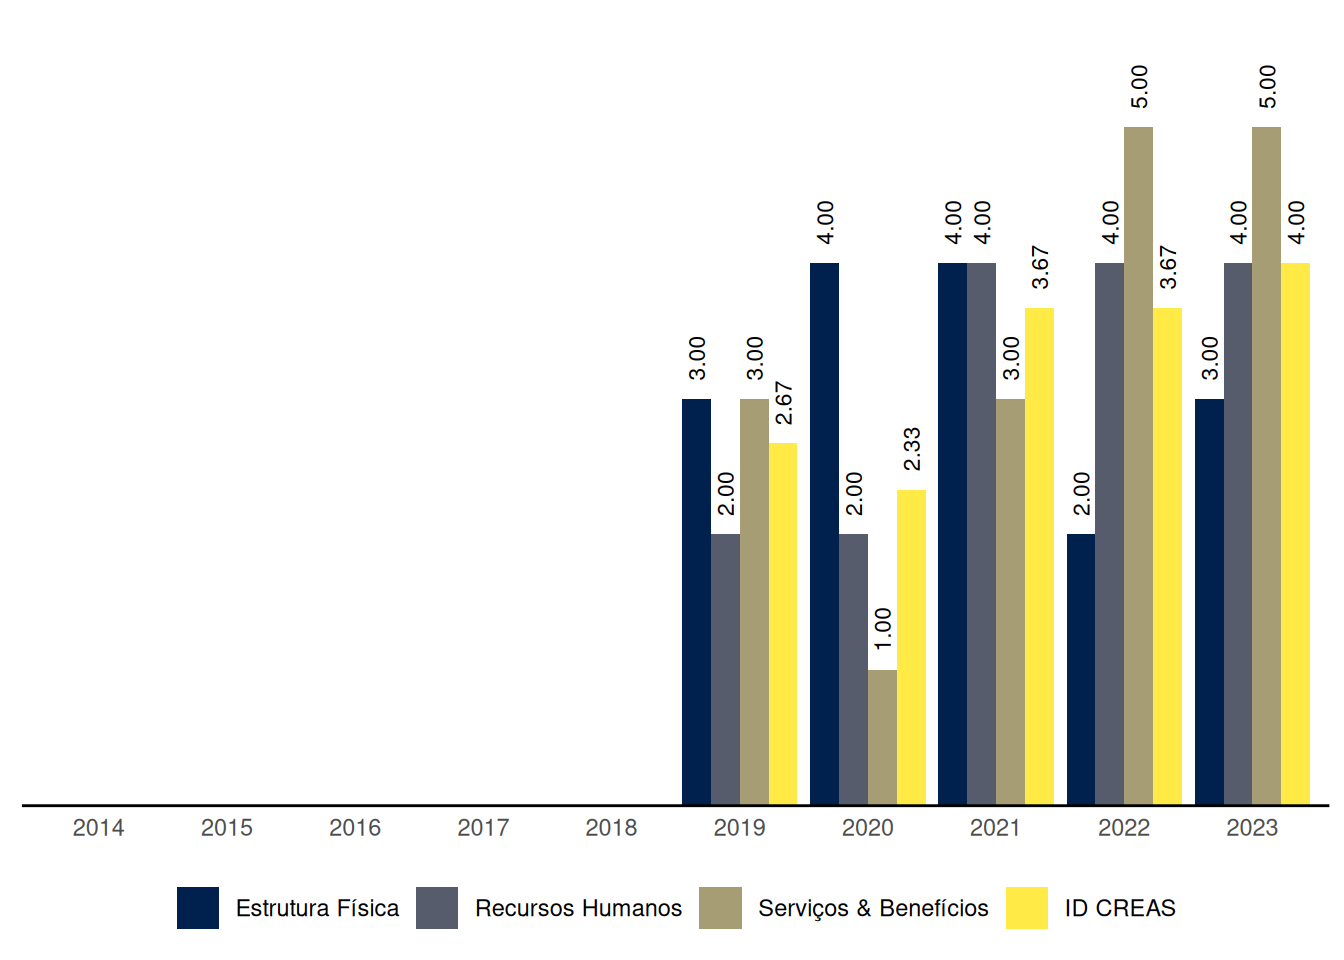 3.00 2.00 3.00 2.67 4.00 2.00 1.00 2.33 4.00 4.00 3.00 3.67 2.00 4.00 5.00 3.67 3.00 4.00 5.00 4.00
2014 2015 2016 2017 2018 2019 2020 2021 2022 2023
Estrutura Física Recursos Humanos Serviços & Benefícios ID CREAS